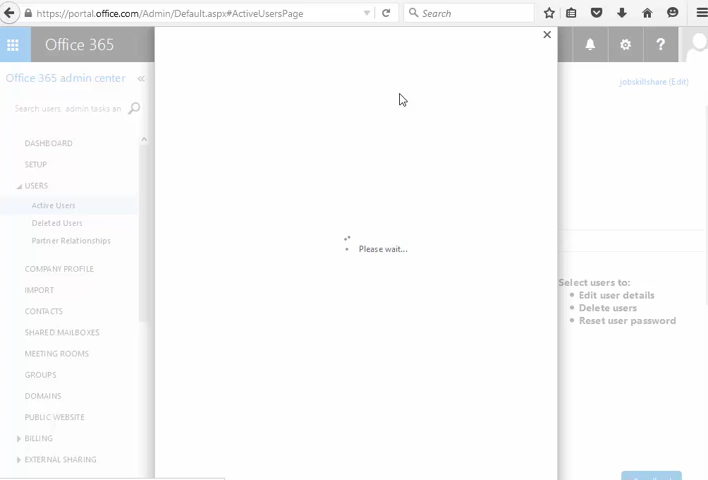 https://portal.office.com/Admin/Default.aspx#ActiveUsersPage
Search
Office 365
Office 365 admin center
«
jobskillshare (Edit)
Search users, admin tasks an
DASHBOARD
SETUP
USERS
Active Users
Deleted Users
Partner Relationships
COMPANY PROFILE
IMPORT
CONTACTS
SHARED MAILBOXES
MEETING ROOMS
GROUPS
DOMAINS
PUBLIC WEBSITE
BILLING
EXTERNAL SHARING
Please wait...
Select users to:
Edit user details
Delete users
Reset user password